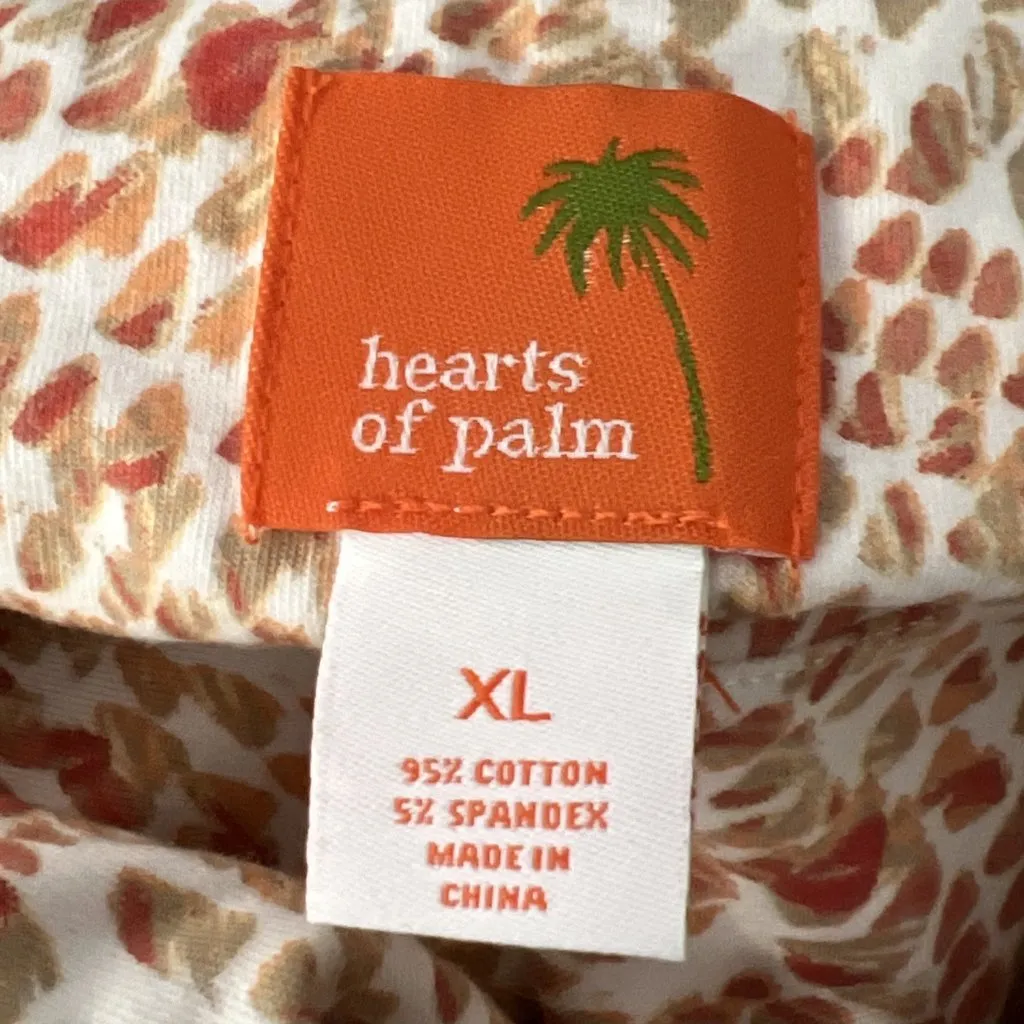 hearts
of palm
XL
95% COTTON
5% SPANDEX
MADE IN
CHINA